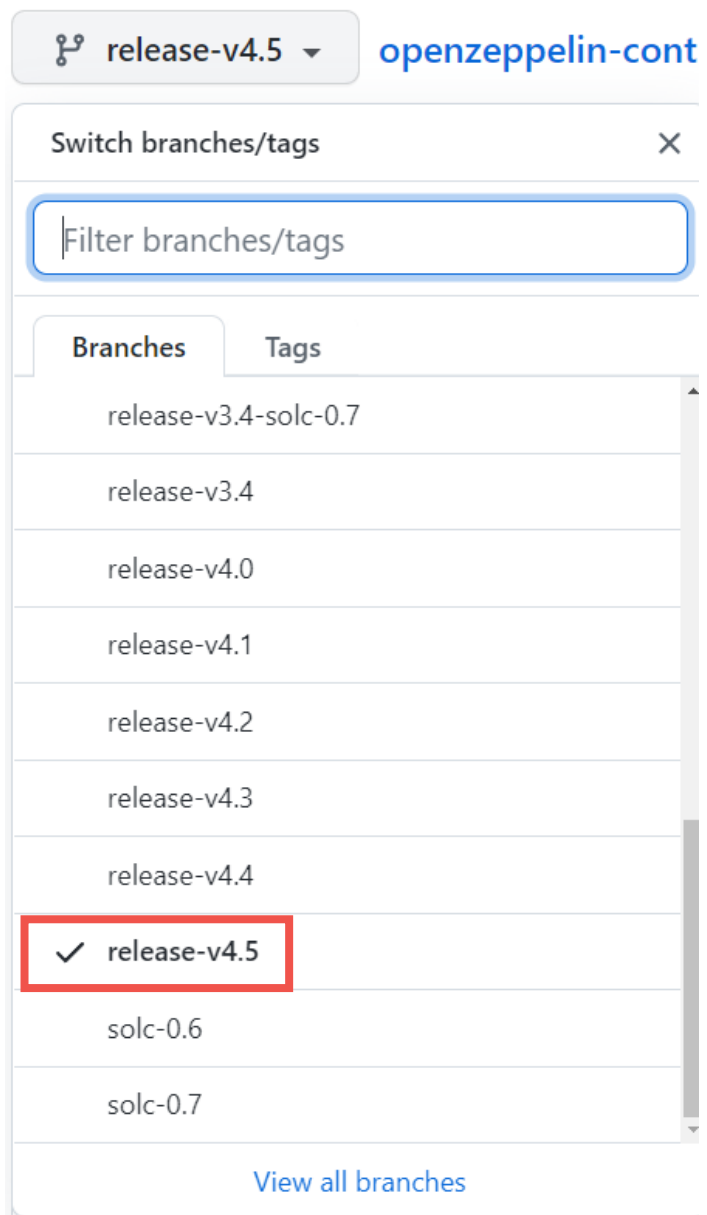 release-v4.5 openzeppelin-cont
Switch branches/tags
Filter branches/tags
Branches Tags
release-v3.4-solc-0.7
release-v3.4
release-v4.0
release-v4.1
release-v4.2
release-v4.3
release-v4.4
release-v4.5
solc-0.6
solc-0.7
View all branches